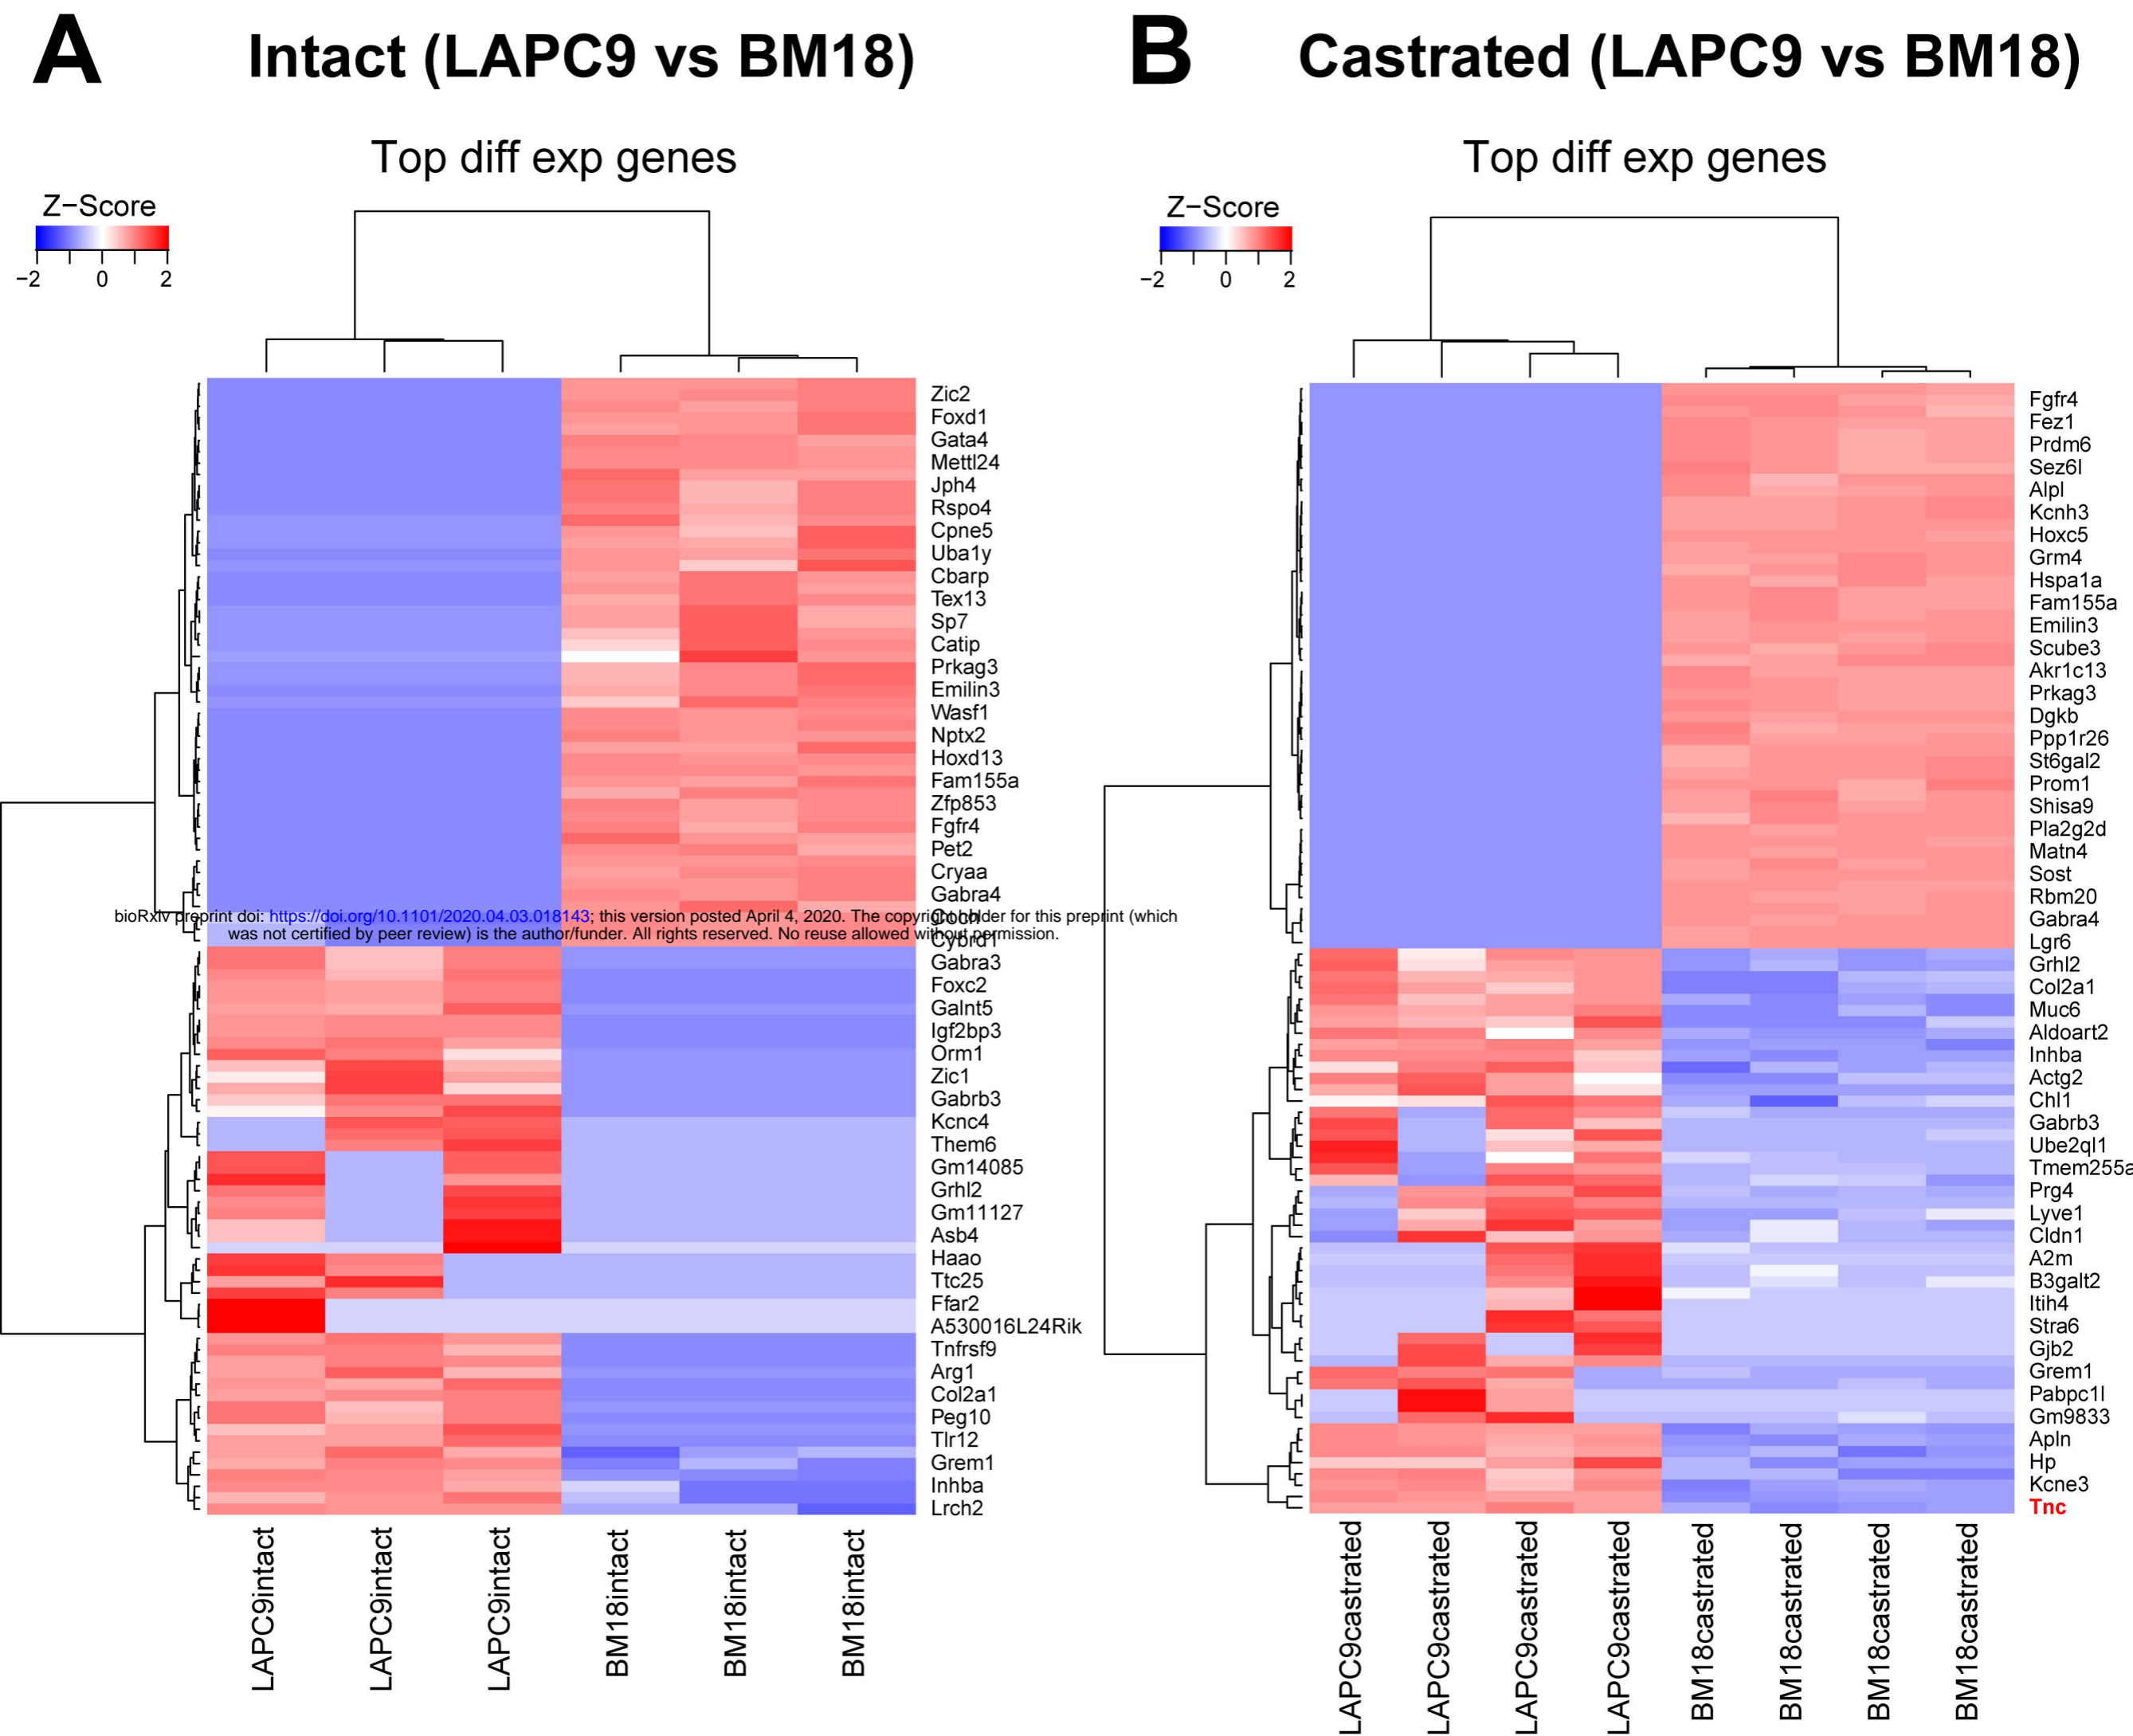 A
Intact (LAPC9 vs BM18)
Top diff exp genes
Z−Score
−2 0 2
Zic2
Foxd1
Gata4
Mettl24
Jph4
Rspo4
Cpne5
Uba1y
Cbarp
Tex13
Sp7
Catip
Prkag3
Emilin3
Wasf1
Nptx2
Hoxd13
Fam155a
Zfp853
Fgfr4
Pet2
Cryaa
Gabra4
Coch
Cybrd1
Gabra3
Foxc2
Galnt5
Igf2bp3
Orm1
Zic1
Gabrb3
Kcnc4
Them6
Gm14085
Grhl2
Gm11127
Asb4
Haao
Ttc25
Ffar2
A530016L24Rik
Tnfrsf9
Arg1
Col2a1
Peg10
Tlr12
Grem1
Inhba
Lrch2
LAPC9intact
LAPC9intact
LAPC9intact
BM18intact
BM18intact
BM18intact
bioRxiv preprint doi: https://doi.org/10.1101/2020.04.03.018143; this version posted April 4, 2020. The copyright holder for this preprint (which
was not certified by peer review) is the author/funder. All rights reserved. No reuse allowed without permission.
B
Castrated (LAPC9 vs BM18)
Top diff exp genes
Z−Score
−2 0 2
Fgfr4
Fez1
Prdm6
Sez6l
Alpl
Kcnh3
Hoxc5
Grm4
Hspa1a
Fam155a
Emilin3
Scube3
Akr1c13
Prkag3
Dgkb
Ppp1r26
St6gal2
Prom1
Shisa9
Pla2g2d
Matn4
Sost
Rbm20
Gabra4
Lgr6
Grhl2
Col2a1
Muc6
Aldoart2
Inhba
Actg2
Chl1
Gabrb3
Ube2ql1
Tmem255a
Prg4
Lyve1
Cldn1
A2m
B3galt2
Itih4
Stra6
Gjb2
Grem1
Pabpc1l
Gm9833
Apln
Hp
Kcne3
Tnc
LAPC9castrated
LAPC9castrated
LAPC9castrated
LAPC9castrated
BM18castrated
BM18castrated
BM18castrated
BM18castrated